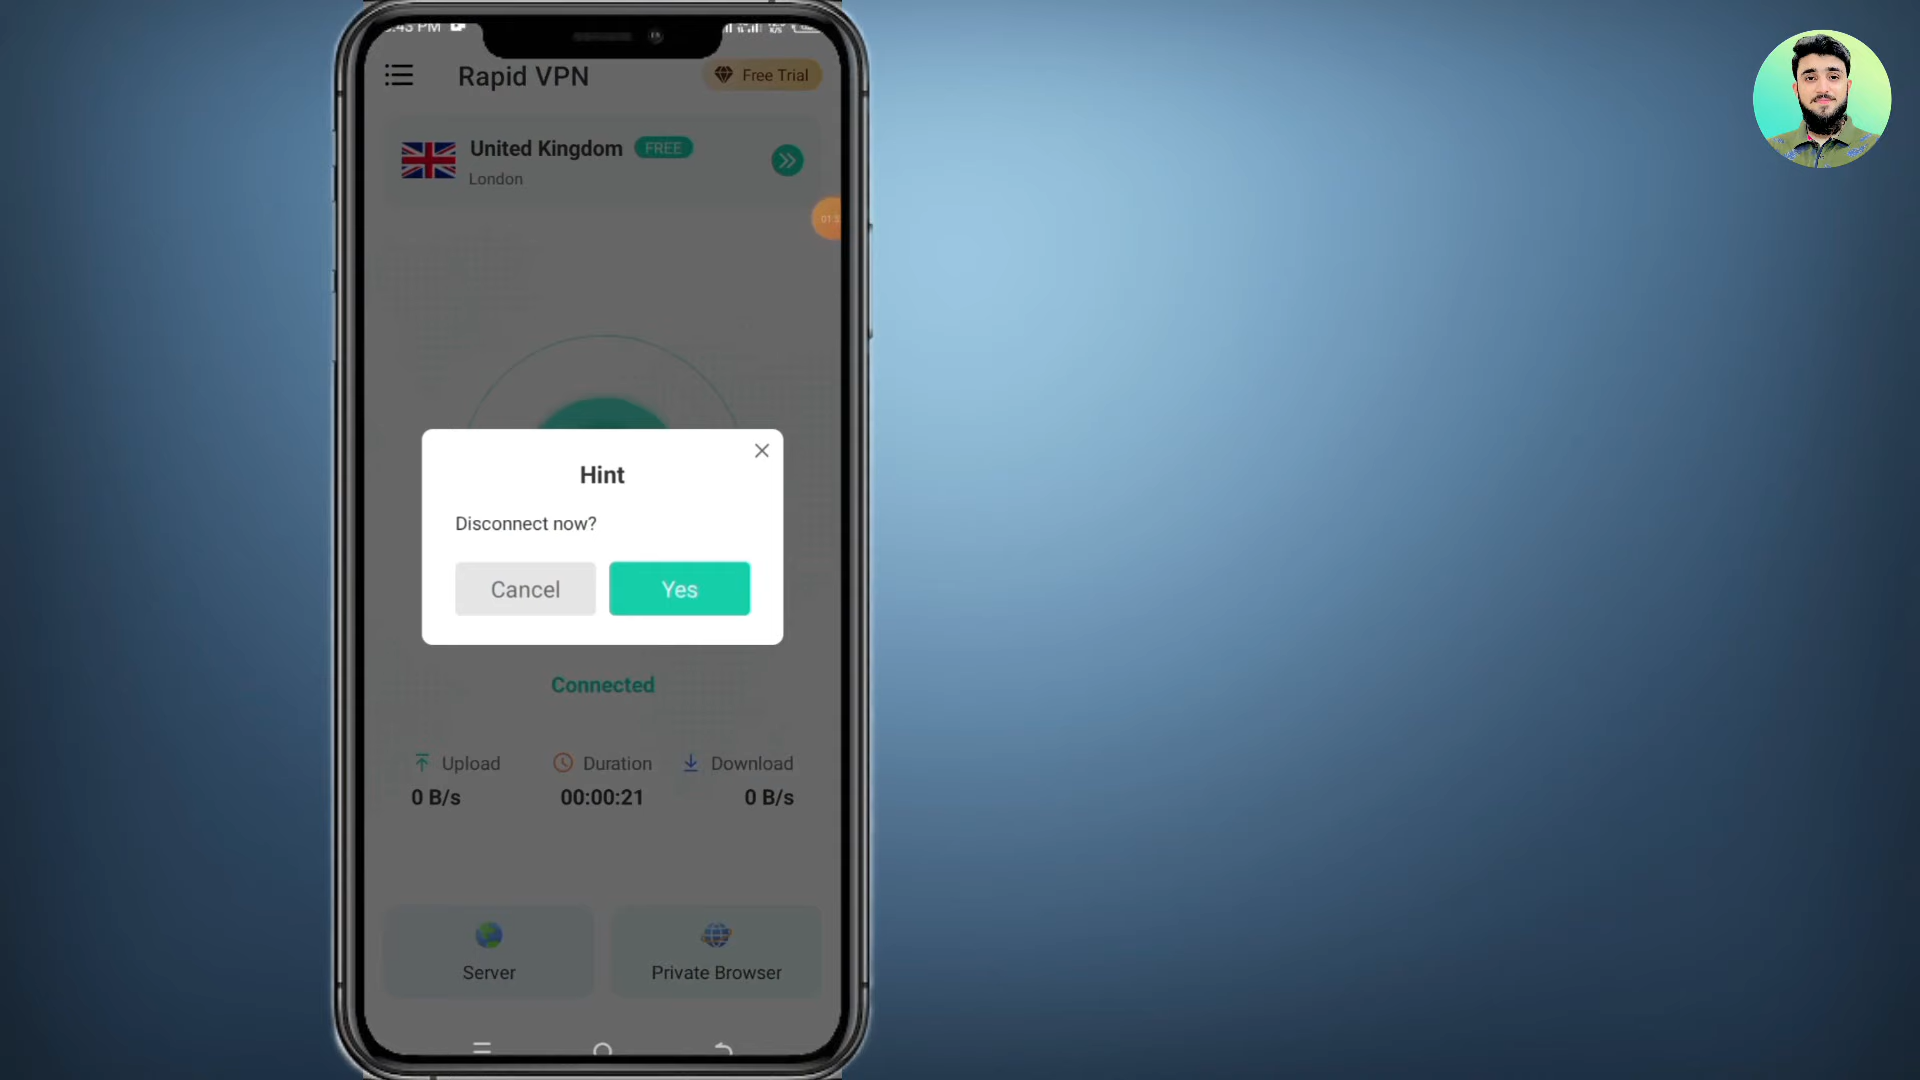 Rapid VPN
Free Trial
United Kingdom FREE
London
Hint
Disconnect now?
Cancel
Yes
Connected
Upload
Duration
Download
0 B/s
00:00:21
0 B/s
Server
Private Browser